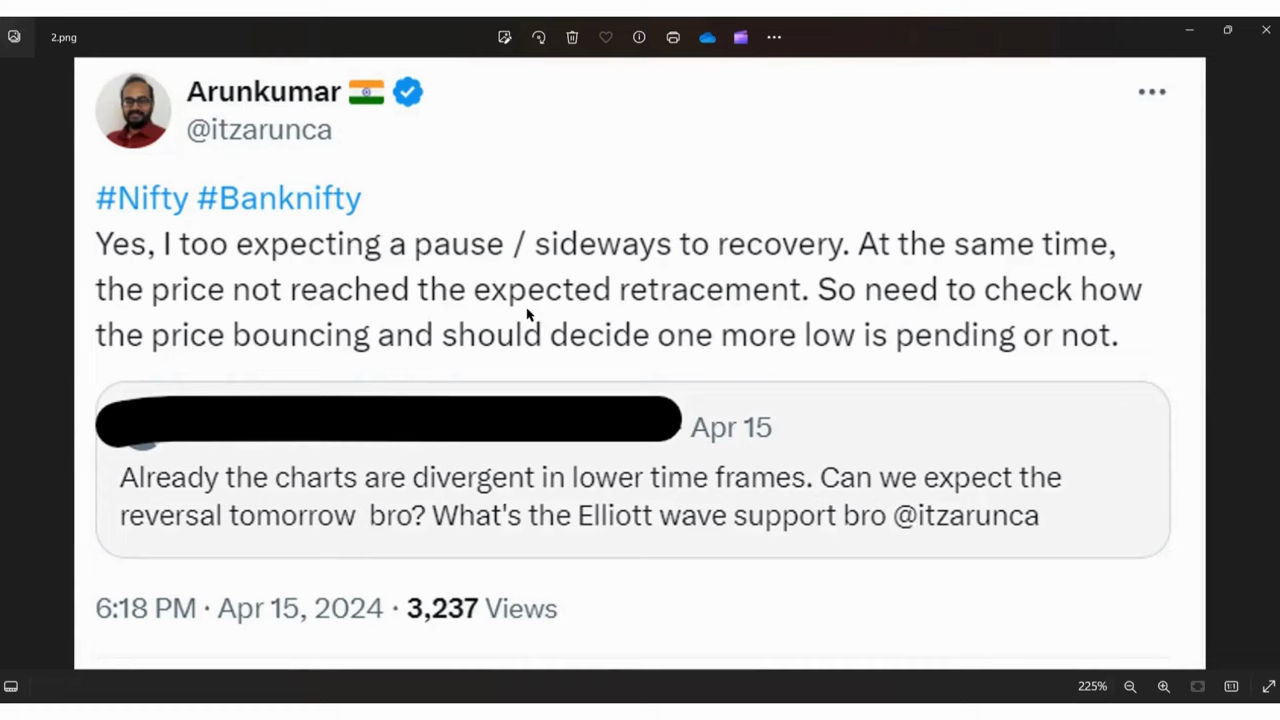 2.png
Arunkumar 🇮🇳
@itzarunca
#Nifty #Banknifty
Yes, I too expecting a pause / sideways to recovery. At the same time,
the price not reached the expected retracement. So need to check how
the price bouncing and should decide one more low is pending or not.
Apr 15
Already the charts are divergent in lower time frames. Can we expect the
reversal tomorrow  bro? What's the Elliott wave support bro @itzarunca
6:18 PM · Apr 15, 2024 · 3,237 Views
225%